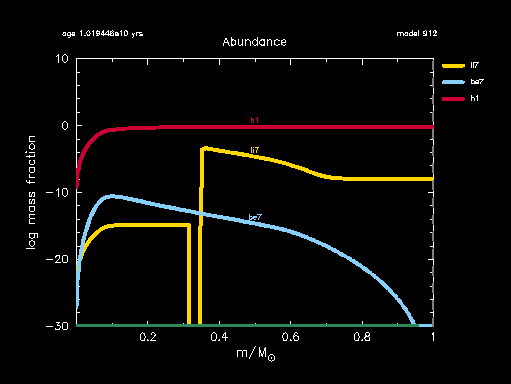 age 1.019446e10 yrs
model 912
Abundance
10
0
−10
−20
−30
log mass fraction
0.2
0.4
0.6
0.8
1
m/M☉
h1
li7
be7
li7
be7
h1